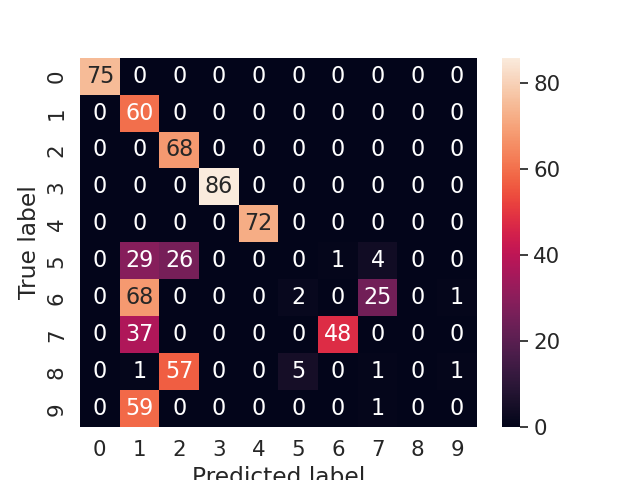 0 75 0 0 0 0 0 0 0 0 0
1 0 60 0 0 0 0 0 0 0 0
2 0 0 68 0 0 0 0 0 0 0
3 0 0 0 86 0 0 0 0 0 0
4 0 0 0 0 72 0 0 0 0 0
5 0 29 26 0 0 0 1 4 0 0
6 0 68 0 0 0 2 0 25 0 1
7 0 37 0 0 0 0 48 0 0 0
8 0 1 57 0 0 5 0 1 0 1
9 0 59 0 0 0 0 0 1 0 0
0 1 2 3 4 5 6 7 8 9
True label
Predicted label
80
60
40
20
0